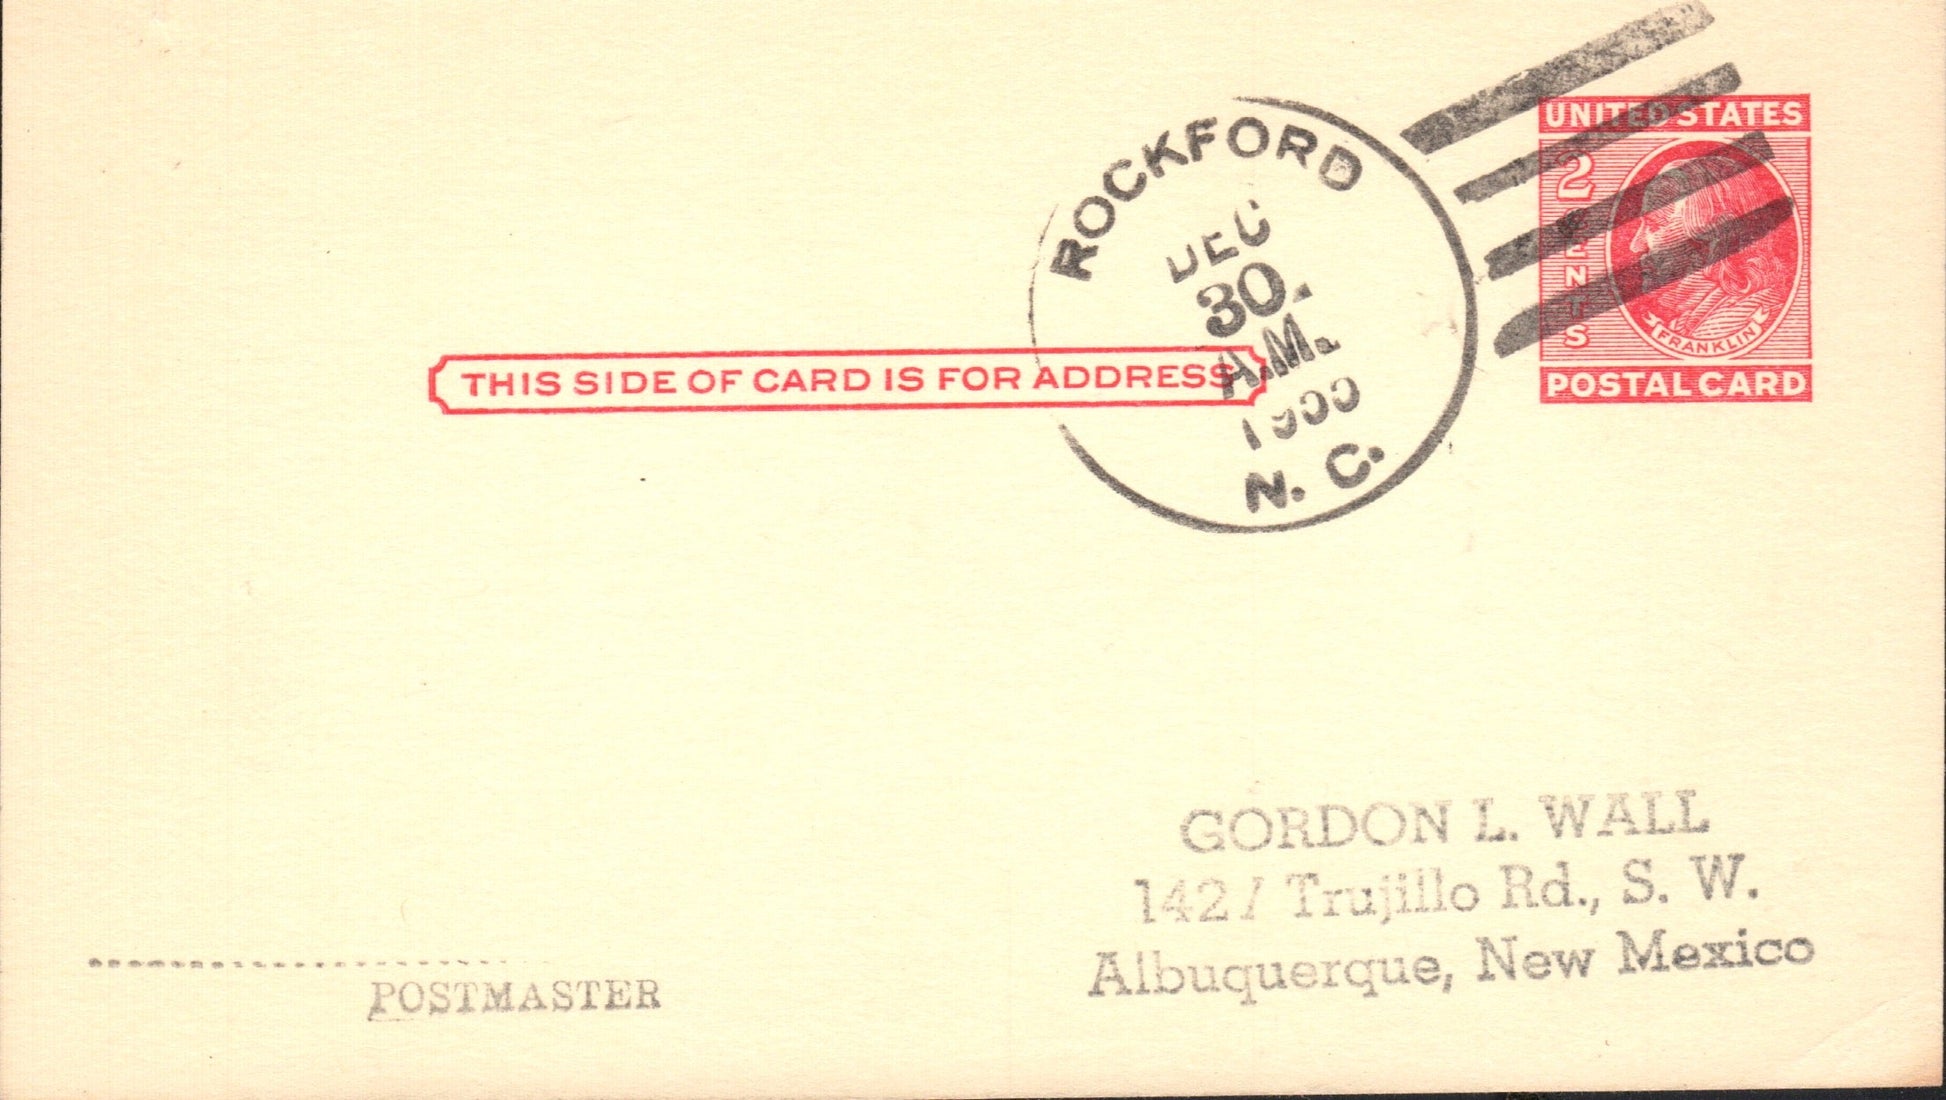 ROCKFORD
DEC
30
A.M.
N. C.
UNITED STATES
2 CENTS
FRANKLIN
POSTAL CARD
THIS SIDE OF CARD IS FOR ADDRESS
GORDON L. WALL
1421 Trujillo Rd., S. W.
Albuquerque, New Mexico
POSTMASTER